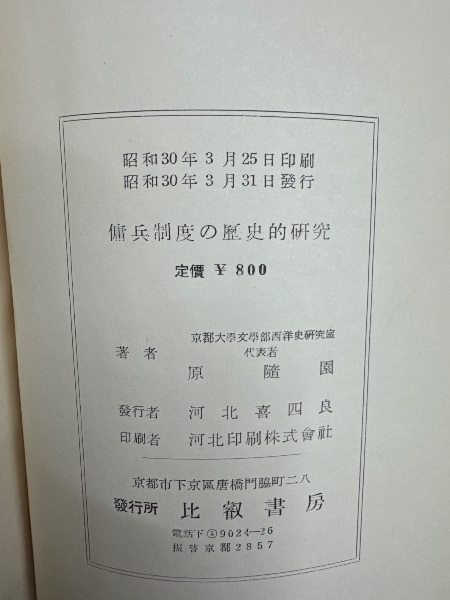 昭和30年3月25日印刷
昭和30年3月31日發行
傭兵制度の歴史的研究
定價 ¥ 800
京都大學文學部西洋史研究室
著者 代表者
原隨園
發行者 河北喜四良
印刷者 河北印刷株式會社
京都市下京區唐橋門脇町二八
發行所 比叡書房
電話下⑤9024—26
振替京都2857